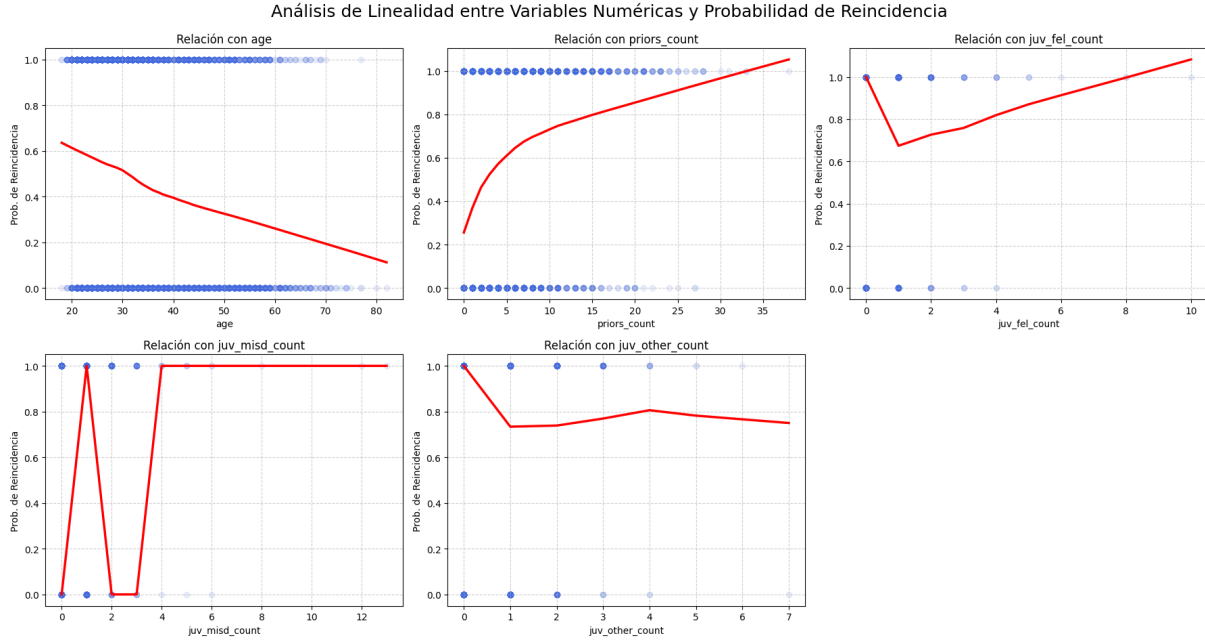 Análisis de Linealidad entre Variables Numéricas y Probabilidad de Reincidencia
Relación con age
Prob. de Reincidencia
1.0
0.8
0.6
0.4
0.2
0.0
20 30 40 50 60 70 80
age
Relación con priors_count
Prob. de Reincidencia
1.0
0.8
0.6
0.4
0.2
0.0
0 5 10 15 20 25 30 35
priors_count
Relación con juv_fel_count
Prob. de Reincidencia
1.0
0.8
0.6
0.4
0.2
0.0
0 2 4 6 8 10
juv_fel_count
Relación con juv_misd_count
Prob. de Reincidencia
1.0
0.8
0.6
0.4
0.2
0.0
0 2 4 6 8 10 12
juv_misd_count
Relación con juv_other_count
Prob. de Reincidencia
1.0
0.8
0.6
0.4
0.2
0.0
0 1 2 3 4 5 6 7
juv_other_count